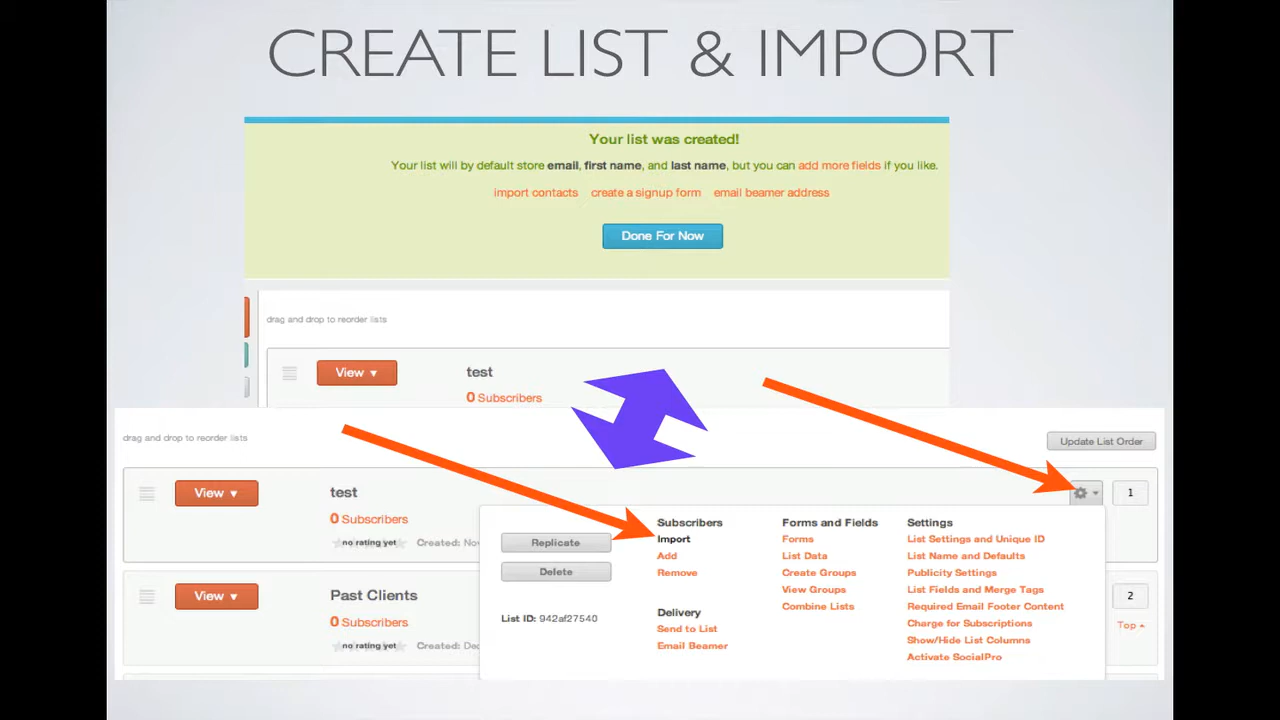 CREATE LIST & IMPORT
Your list was created!
Your list will by default store email, first name, and last name, but you can add more fields if you like.
import contacts create a signup form email beamer address
Done For Now
drag and drop to reorder lists
View ▾ test
0 Subscribers
drag and drop to reorder lists
Update List Order
View ▾ test 1
0 Subscribers
no rating yet Created:
Replicate
Delete
List ID: 942af27540
Subscribers
Import
Add
Remove
Delivery
Send to List
Email Beamer
Forms and Fields
Forms
List Data
Create Groups
View Groups
Combine Lists
Settings
List Settings and Unique ID
List Name and Defaults
Publicity Settings
List Fields and Merge Tags
Required Email Footer Content
Charge for Subscriptions
Show/Hide List Columns
Activate SocialPro
View ▾ Past Clients 2
0 Subscribers
Top
no rating yet Created: